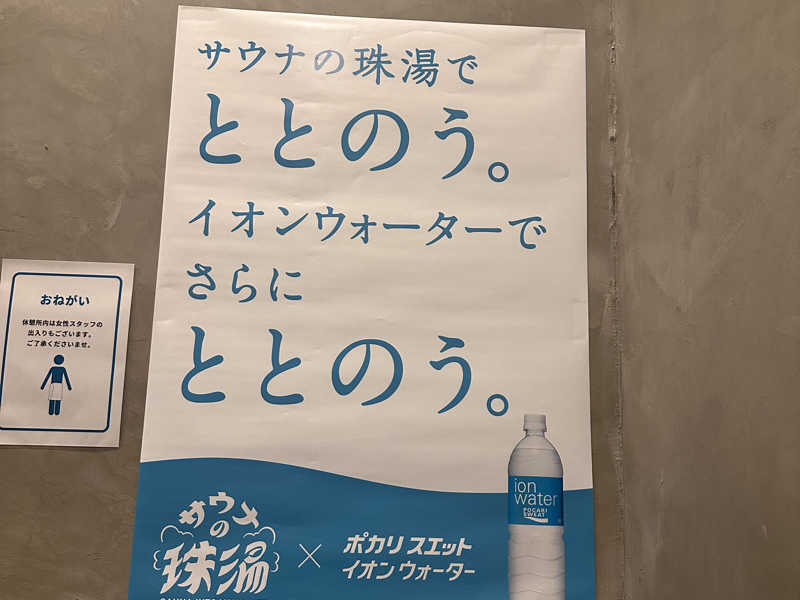 サウナの珠湯で
ととのう。
イオンウォーターで
さらに
ととのう。
おねがい
休憩所内は女性スタッフの
出入りもございます。
ご了承くださいませ。
ion
water
POCARI
SWEAT
サウナ
の
珠湯
×
ポカリスエット
イオンウォーター